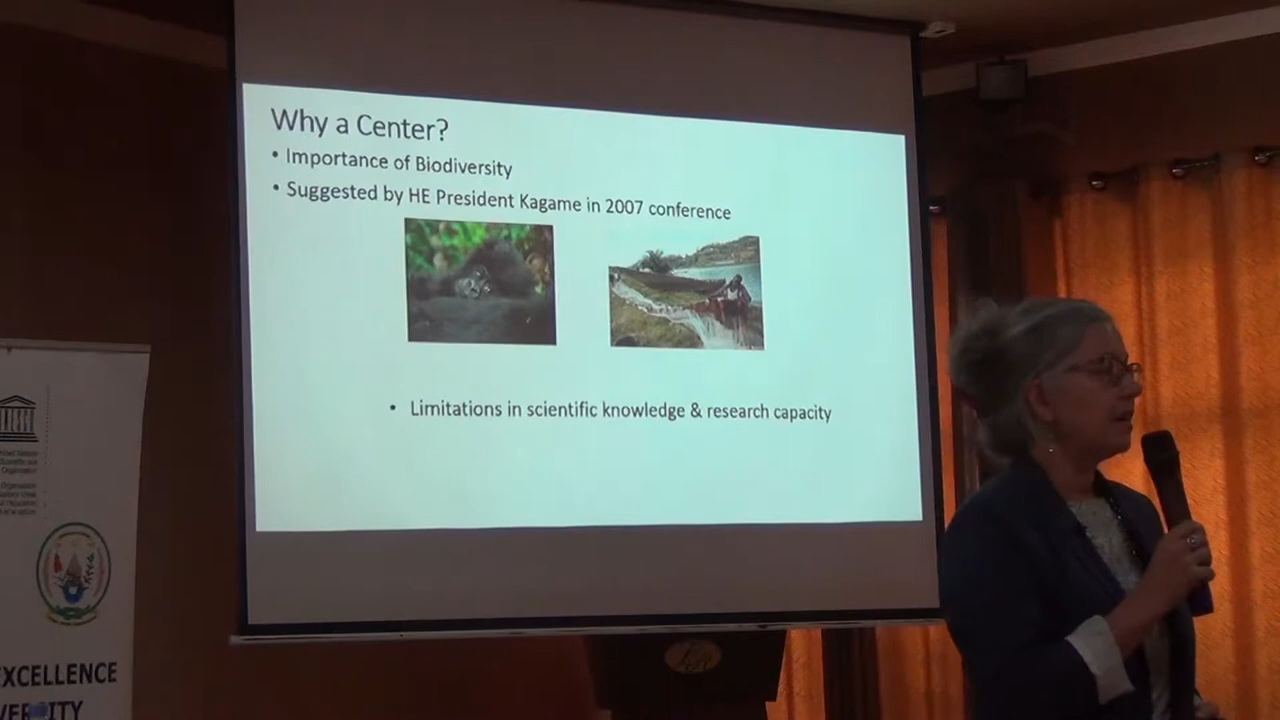 Why a Center?
• Importance of Biodiversity
• Suggested by HE President Kagame in 2007 conference
• Limitations in scientific knowledge & research capacity
XCELLENCE